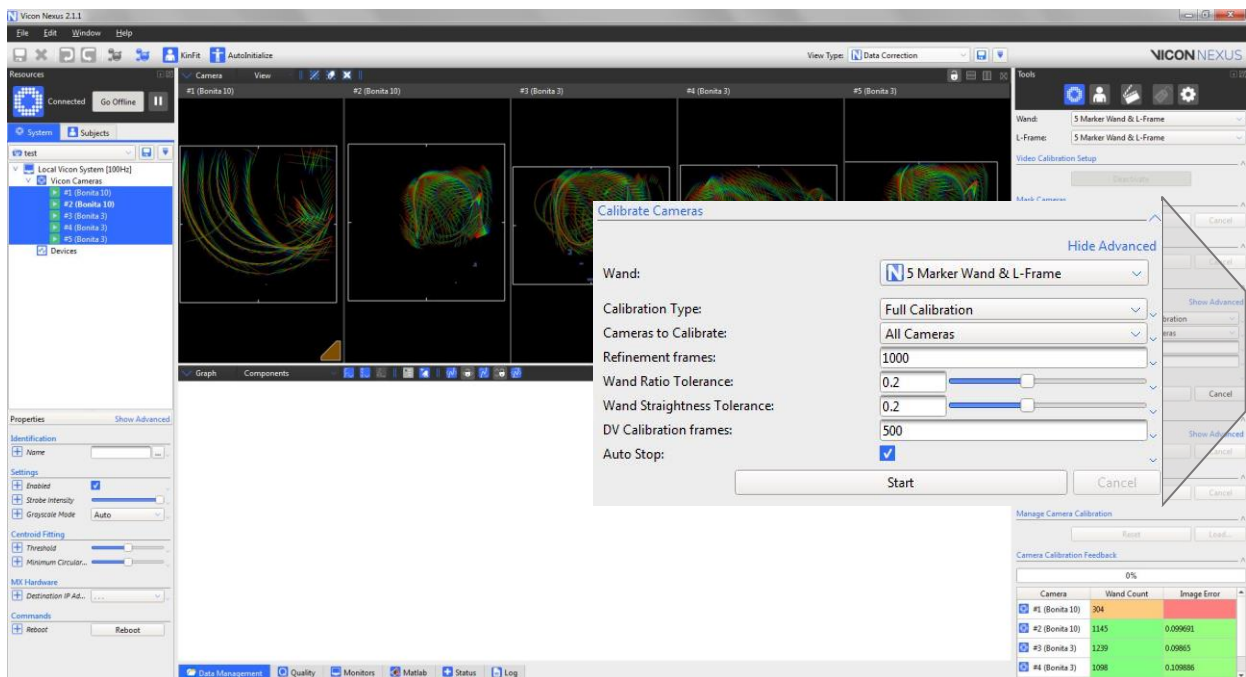 Vicon Nexus 2.1.1
File Edit Window Help
KinFit AutoInitialize View Type: Data Correction VICON NEXUS
Resources
Connected Go Offline
System Subjects
test
Local Vicon System [100Hz]
Vicon Cameras
#1 (Bonita 10)
#2 (Bonita 10)
#3 (Bonita 3)
#4 (Bonita 3)
#5 (Bonita 3)
Devices
Properties Show Advanced
Identification
Name ...
Settings
Enabled
Strobe Intensity
Grayscale Mode Auto
Centroid Fitting
Threshold
Minimum Circular...
MX Hardware
Destination IP Ad... ...
Commands
Reboot Reboot
Camera View
#1 (Bonita 10) #2 (Bonita 10) #3 (Bonita 3) #4 (Bonita 3) #5 (Bonita 3)
Graph Components
Data Management Quality Monitors Matlab Status Log
Calibrate Cameras
Hide Advanced
Wand: 5 Marker Wand & L-Frame
Calibration Type: Full Calibration
Cameras to Calibrate: All Cameras
Refinement frames: 1000
Wand Ratio Tolerance: 0.2
Wand Straightness Tolerance: 0.2
DV Calibration frames: 500
Auto Stop:
Start Cancel
Tools
Wand: 5 Marker Wand & L-Frame
L-Frame: 5 Marker Wand & L-Frame
Video Calibration Setup
Deactivate
Mask Cameras
Cancel
Cancel
Show Advanced
Cancel
Show Advanced
Cancel
Cancel
Manage Camera Calibration
Reset Load...
Camera Calibration Feedback
0%
Camera Wand Count Image Error
#1 (Bonita 10) 304
#2 (Bonita 10) 1145 0.099691
#3 (Bonita 3) 1239 0.09865
#4 (Bonita 3) 1098 0.109886